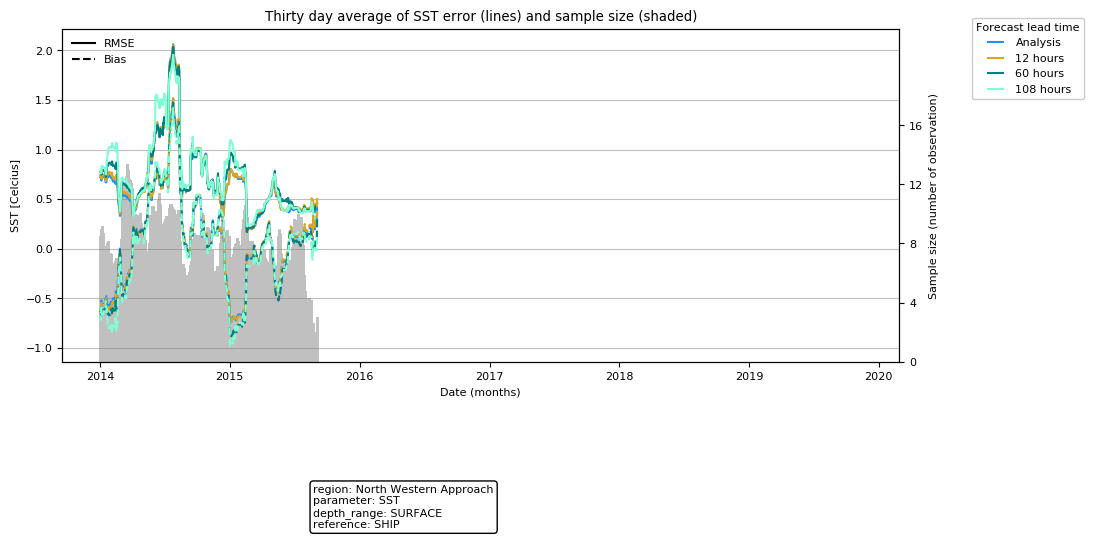 Thirty day average of SST error (lines) and sample size (shaded)
RMSE
Bias
Forecast lead time
Analysis
12 hours
60 hours
108 hours
SST [Celcius]
2.0
1.5
1.0
0.5
0.0
−0.5
−1.0
Sample size (number of observation)
16
12
8
4
0
2014 2015 2016 2017 2018 2019 2020
Date (months)
region: North Western Approach
parameter: SST
depth_range: SURFACE
reference: SHIP